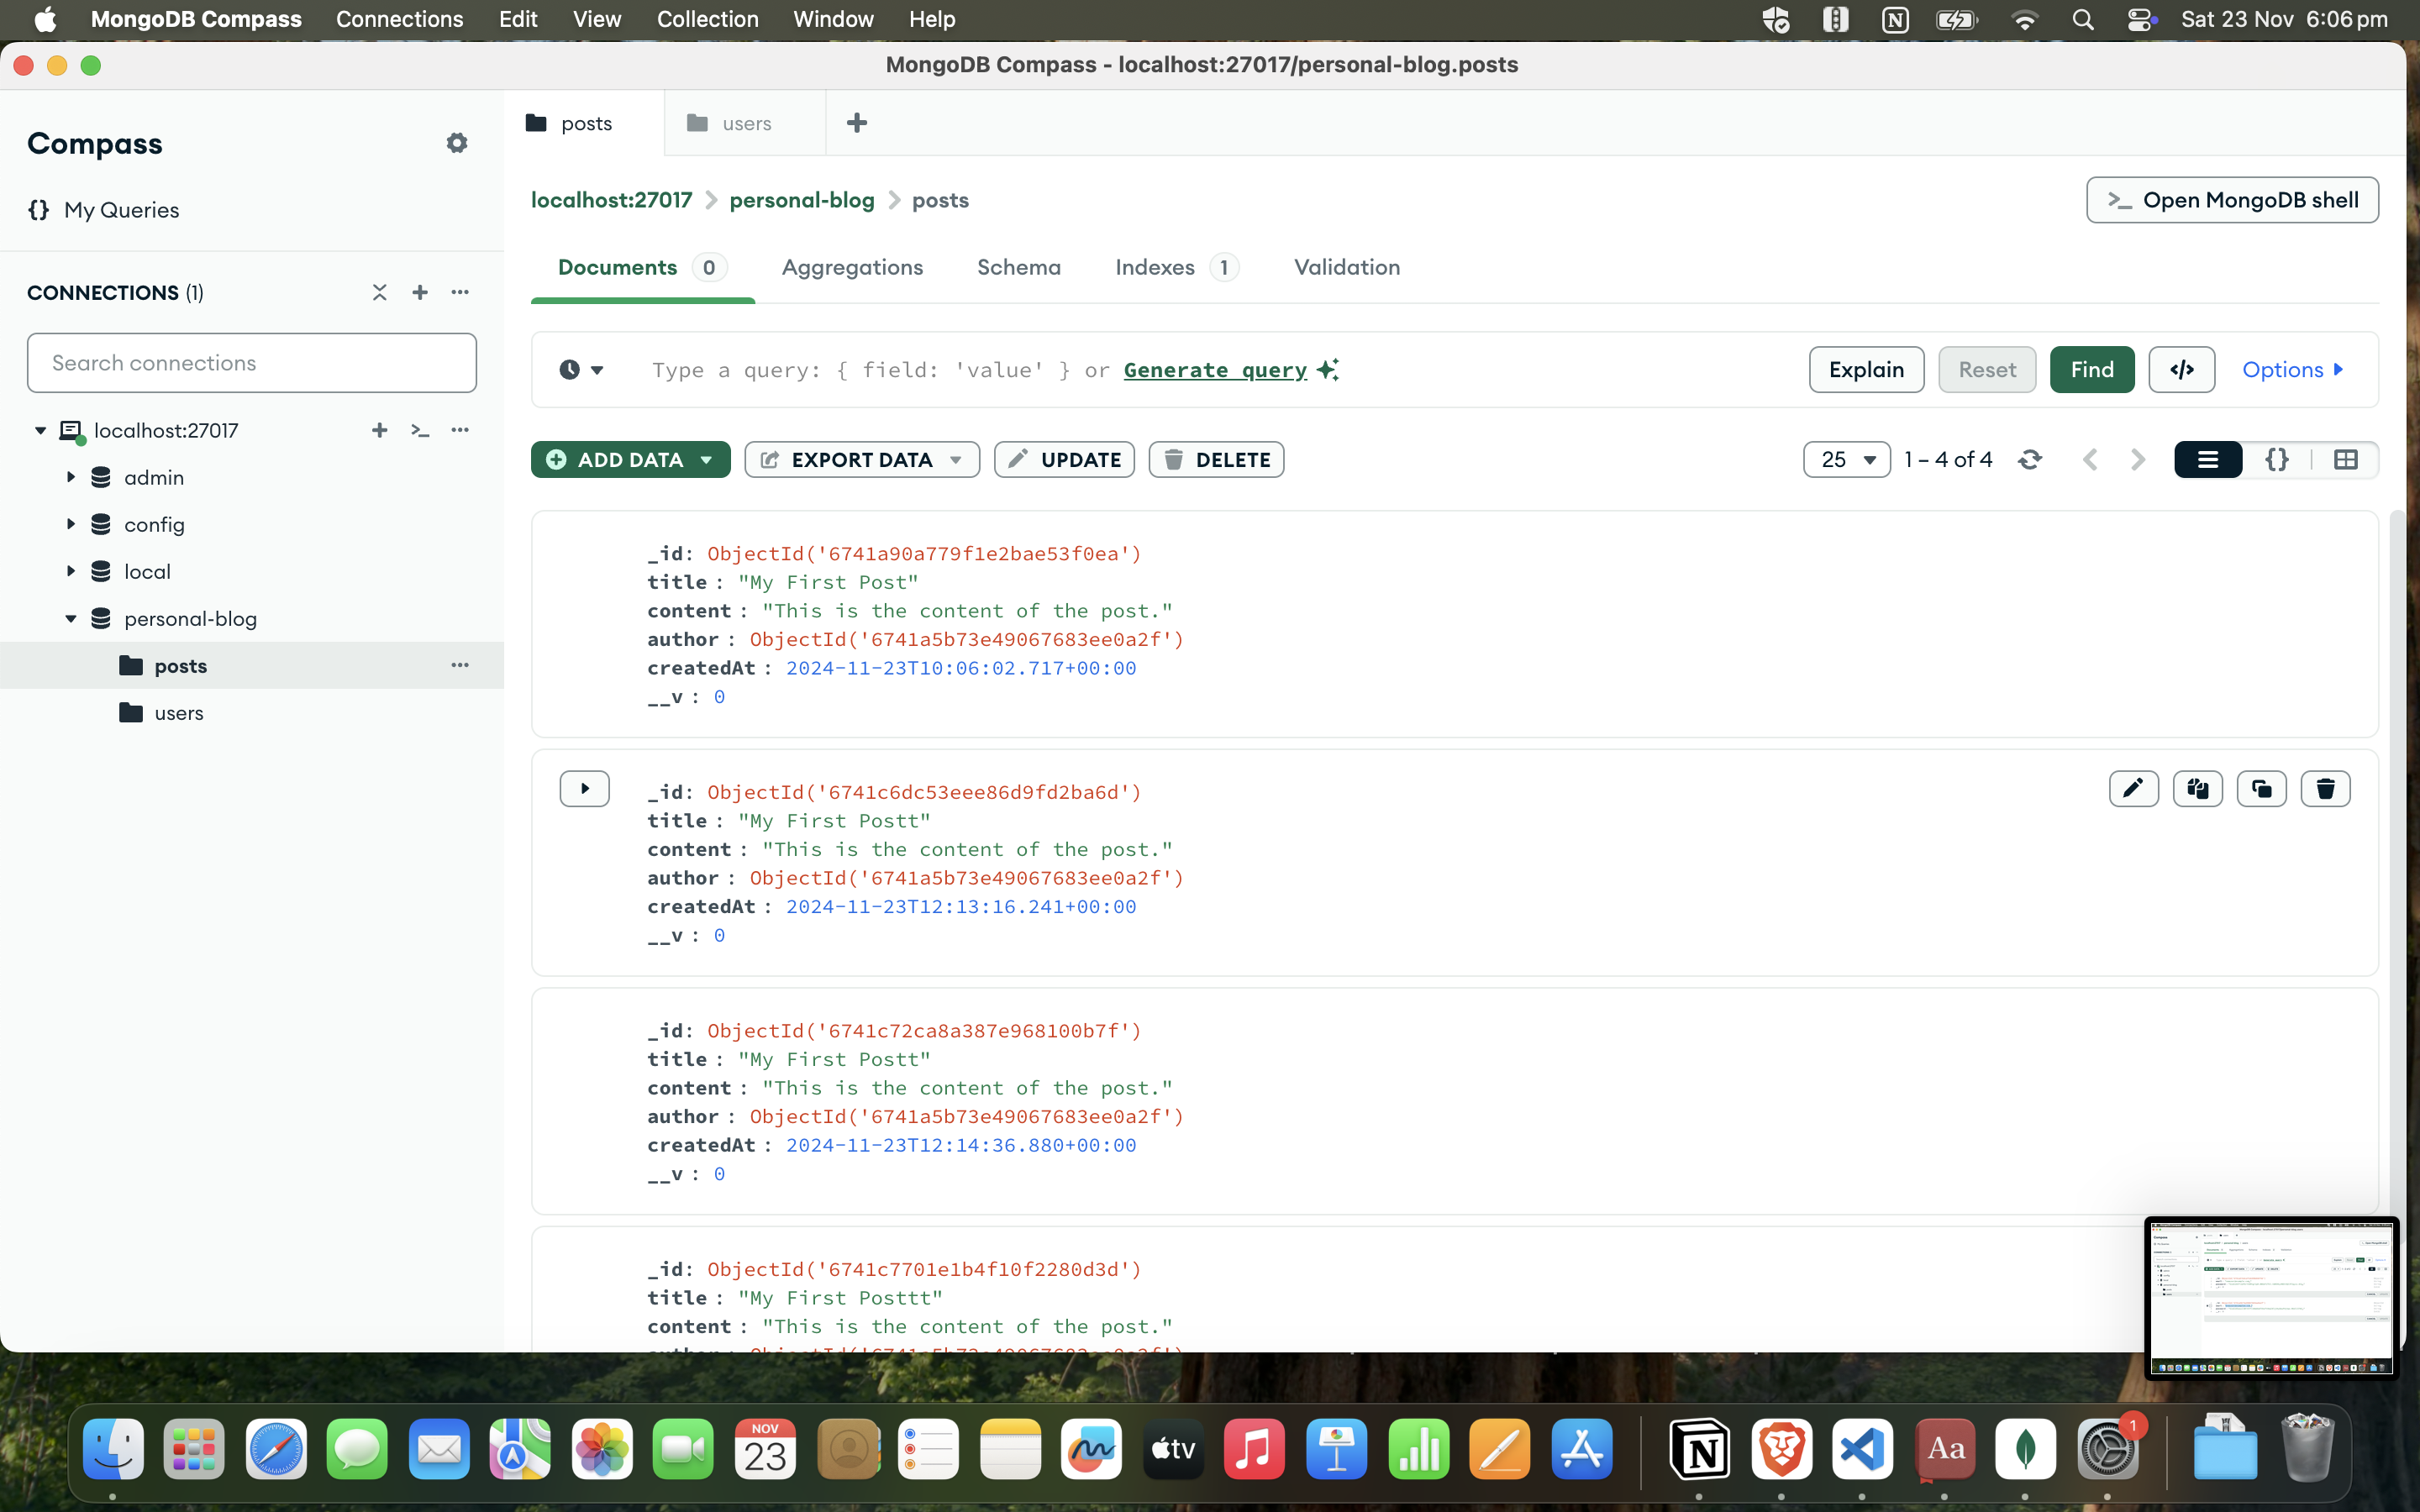 MongoDB Compass Connections Edit View Collection Window Help Sat 23 Nov 6:06 pm
MongoDB Compass - localhost:27017/personal-blog.posts
Compass
My Queries
CONNECTIONS (1)
Search connections
localhost:27017
admin
config
local
personal-blog
posts
users
posts users
localhost:27017 personal-blog posts
Open MongoDB shell
Documents 0 Aggregations Schema Indexes 1 Validation
Type a query: { field: 'value' } or Generate query
Explain Reset Find </> Options
ADD DATA EXPORT DATA UPDATE DELETE
25 1 – 4 of 4 {}
_id: ObjectId('6741a90a779f1e2bae53f0ea')
title : "My First Post"
content : "This is the content of the post."
author : ObjectId('6741a5b73e49067683ee0a2f')
createdAt : 2024-11-23T10:06:02.717+00:00
__v : 0
_id: ObjectId('6741c6dc53eee86d9fd2ba6d')
title : "My First Postt"
content : "This is the content of the post."
author : ObjectId('6741a5b73e49067683ee0a2f')
createdAt : 2024-11-23T12:13:16.241+00:00
__v : 0
_id: ObjectId('6741c72ca8a387e968100b7f')
title : "My First Postt"
content : "This is the content of the post."
author : ObjectId('6741a5b73e49067683ee0a2f')
createdAt : 2024-11-23T12:14:36.880+00:00
__v : 0
_id: ObjectId('6741c7701e1b4f10f2280d3d')
title : "My First Posttt"
content : "This is the content of the post."
NOV
23
tv
N
Aa
1